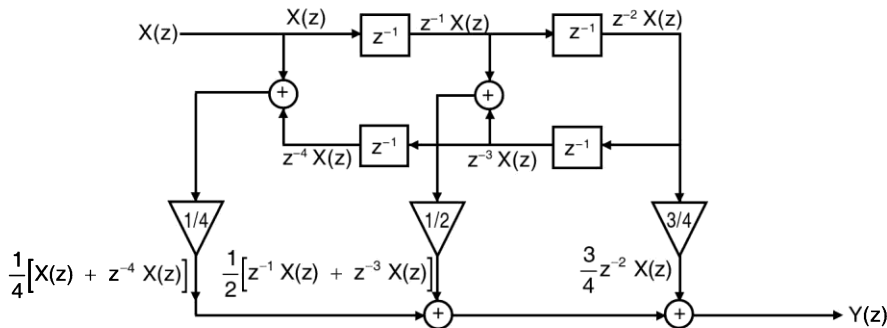 X(z)
X(z)
z⁻¹
z⁻¹ X(z)
z⁻¹
z⁻² X(z)
+
+
z⁻⁴ X(z)
z⁻¹
z⁻³ X(z)
z⁻¹
1/4
1/2
3/4
1/4[X(z) + z⁻⁴ X(z)]
1/2[z⁻¹ X(z) + z⁻³ X(z)]
3/4 z⁻² X(z)
+
+
Y(z)